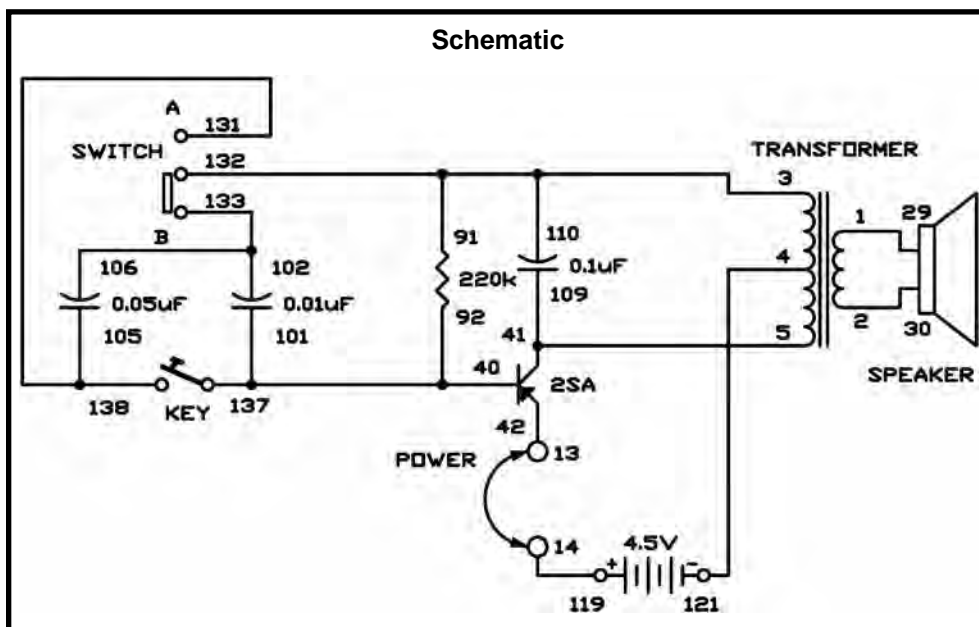 Schematic
A
131
SWITCH
132
133
B
106
102
0.05uF
0.01uF
105
101
138
KEY
137
91
220k
92
110
0.1uF
109
41
40
2SA
42
POWER
13
14
4.5V
+
-
119
121
TRANSFORMER
3
4
5
1
2
29
30
SPEAKER